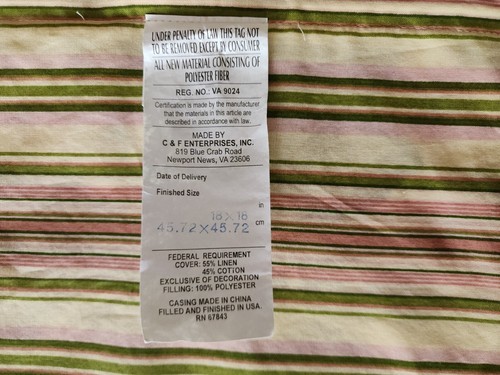 UNDER PENALTY OF LAW THIS TAG NOT
TO BE REMOVED EXCEPT BY CONSUMER
ALL NEW MATERIAL CONSISTING OF
POLYESTER FIBER
REG. NO.: VA 9024
Certification is made by the manufacturer
that the materials in this article are
described in accordance with law.
MADE BY
C & F ENTERPRISES, INC.
819 Blue Crab Road
Newport News, VA 23606
Date of Delivery
Finished Size
in
18 X 18
45.72X45.72 cm
FEDERAL REQUIREMENT
COVER: 55% LINEN
45% COTTON
EXCLUSIVE OF DECORATION
FILLING: 100% POLYESTER
CASING MADE IN CHINA
FILLED AND FINISHED IN USA.
RN 67843